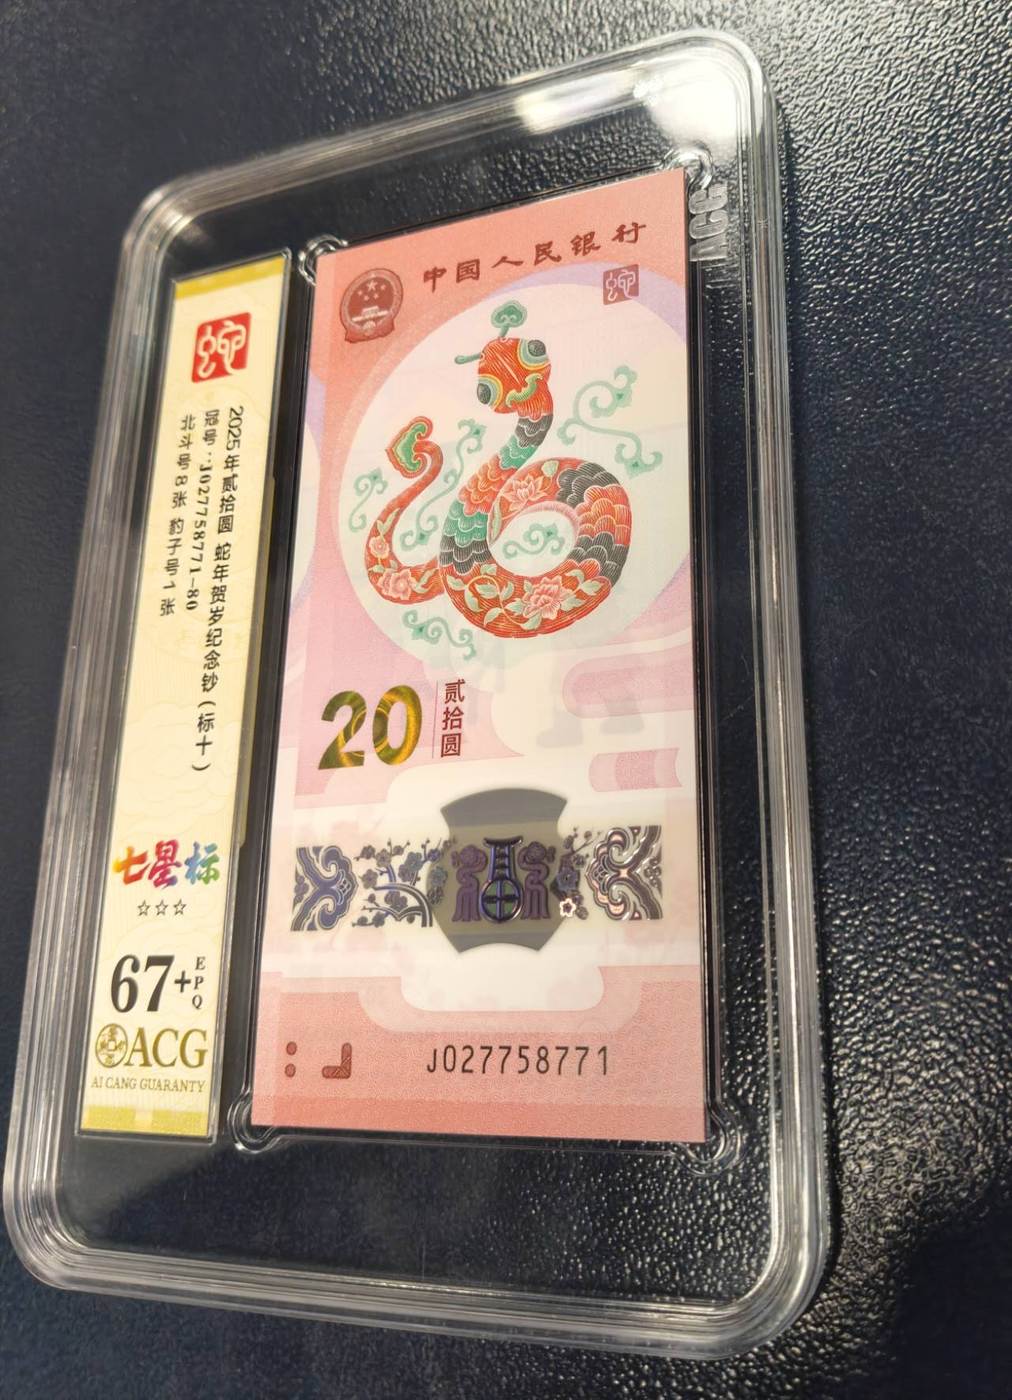 蛇
2025年贰拾圆 蛇年贺岁纪念钞(标十)
冠号:J027758771-80
北斗号8张 豹子号1张
七星标
☆☆☆
67+
EPQ
ACG
AI CANG GUARANTY
中国人民银行
蛇
20
贰拾圆
J027758771
ACG